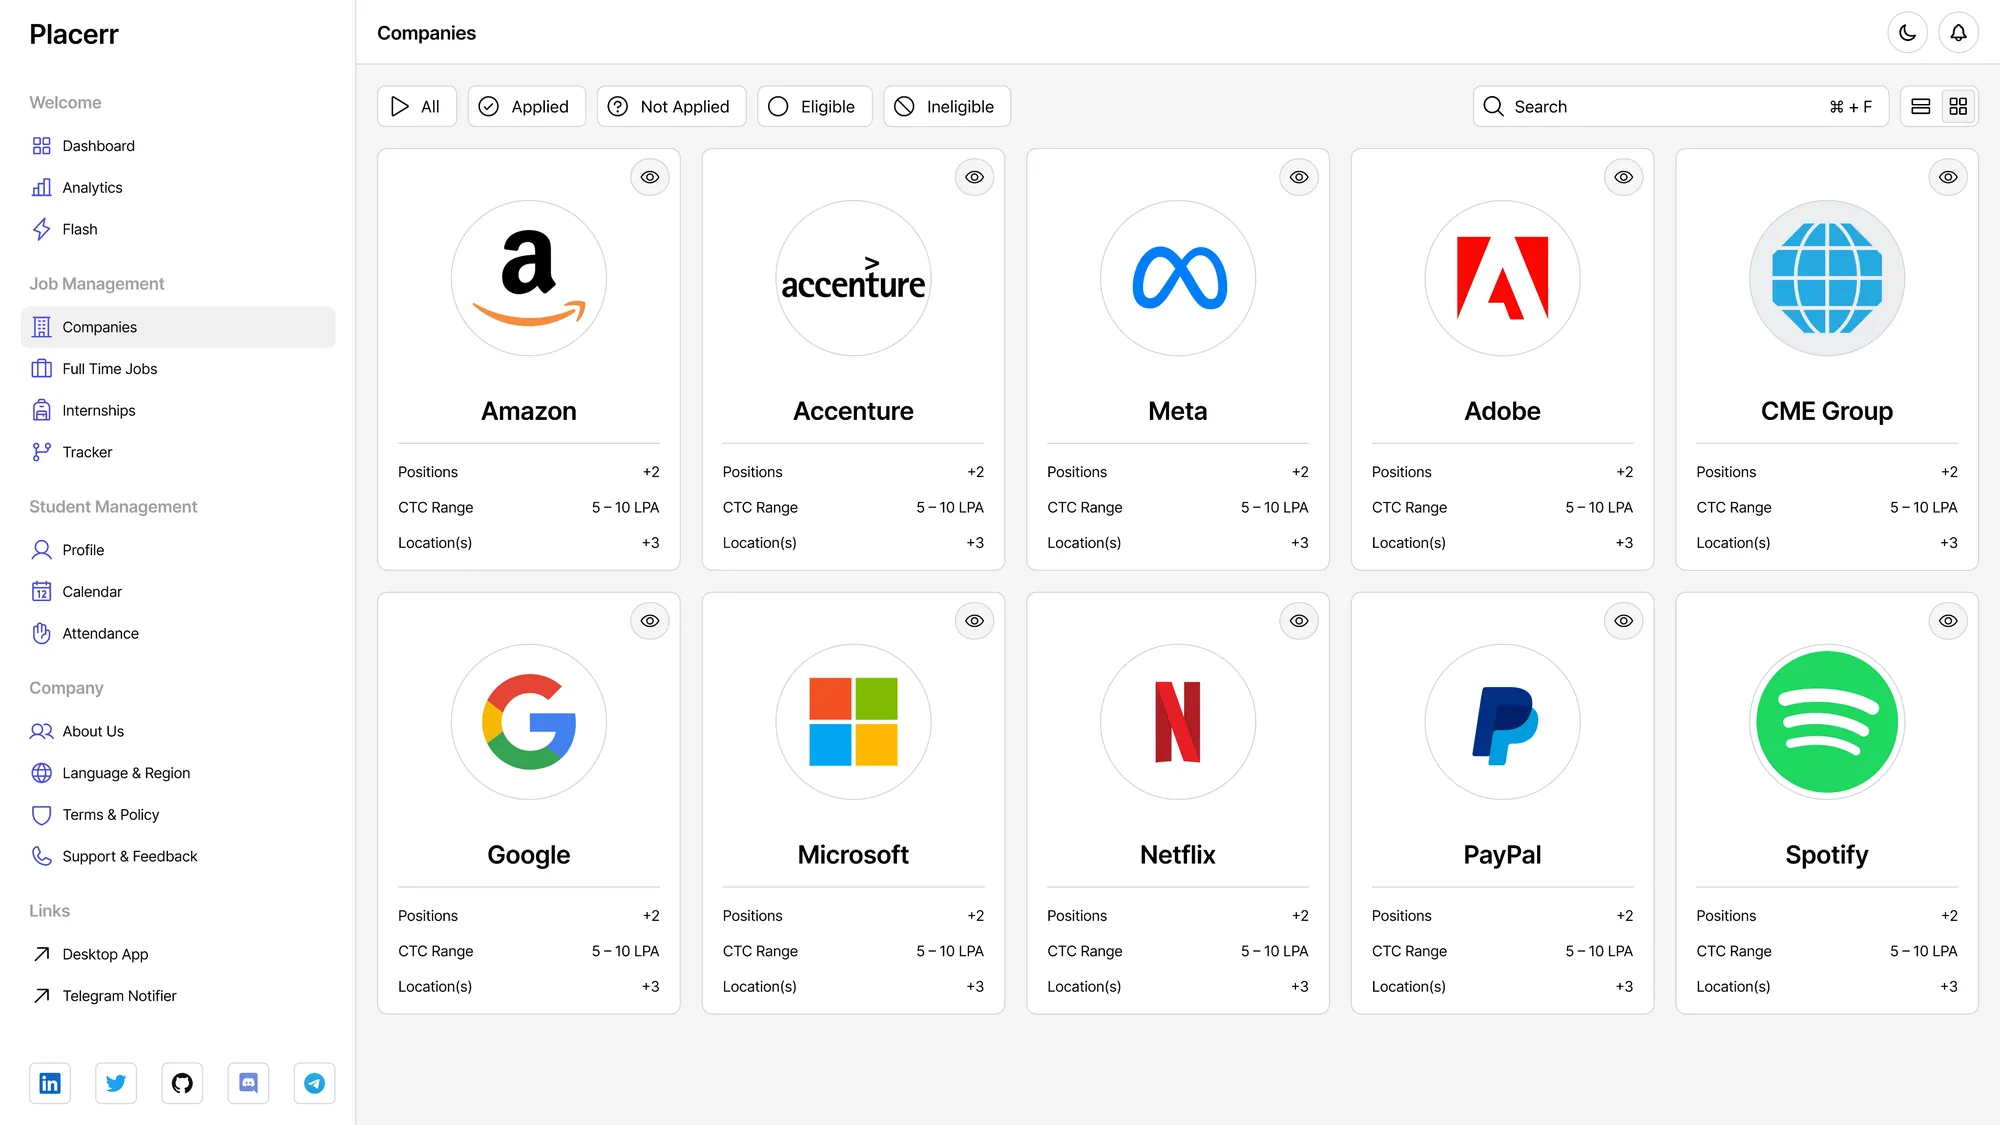 Placerr
Welcome
Dashboard
Analytics
Flash
Job Management
Companies
Full Time Jobs
Internships
Tracker
Student Management
Profile
12
Calendar
Attendance
Company
About Us
Language & Region
Terms & Policy
Support & Feedback
Links
Desktop App
Telegram Notifier
in
Companies
All
Applied
? Not Applied
Eligible
Ineligible
Search ⌘ + F
a
Amazon
Positions +2
CTC Range 5 – 10 LPA
Location(s) +3
accenture
Accenture
Positions +2
CTC Range 5 – 10 LPA
Location(s) +3
Meta
Positions +2
CTC Range 5 – 10 LPA
Location(s) +3
Adobe
Positions +2
CTC Range 5 – 10 LPA
Location(s) +3
CME Group
Positions +2
CTC Range 5 – 10 LPA
Location(s) +3
G
Google
Positions +2
CTC Range 5 – 10 LPA
Location(s) +3
Microsoft
Positions +2
CTC Range 5 – 10 LPA
Location(s) +3
N
Netflix
Positions +2
CTC Range 5 – 10 LPA
Location(s) +3
P
PayPal
Positions +2
CTC Range 5 – 10 LPA
Location(s) +3
Spotify
Positions +2
CTC Range 5 – 10 LPA
Location(s) +3